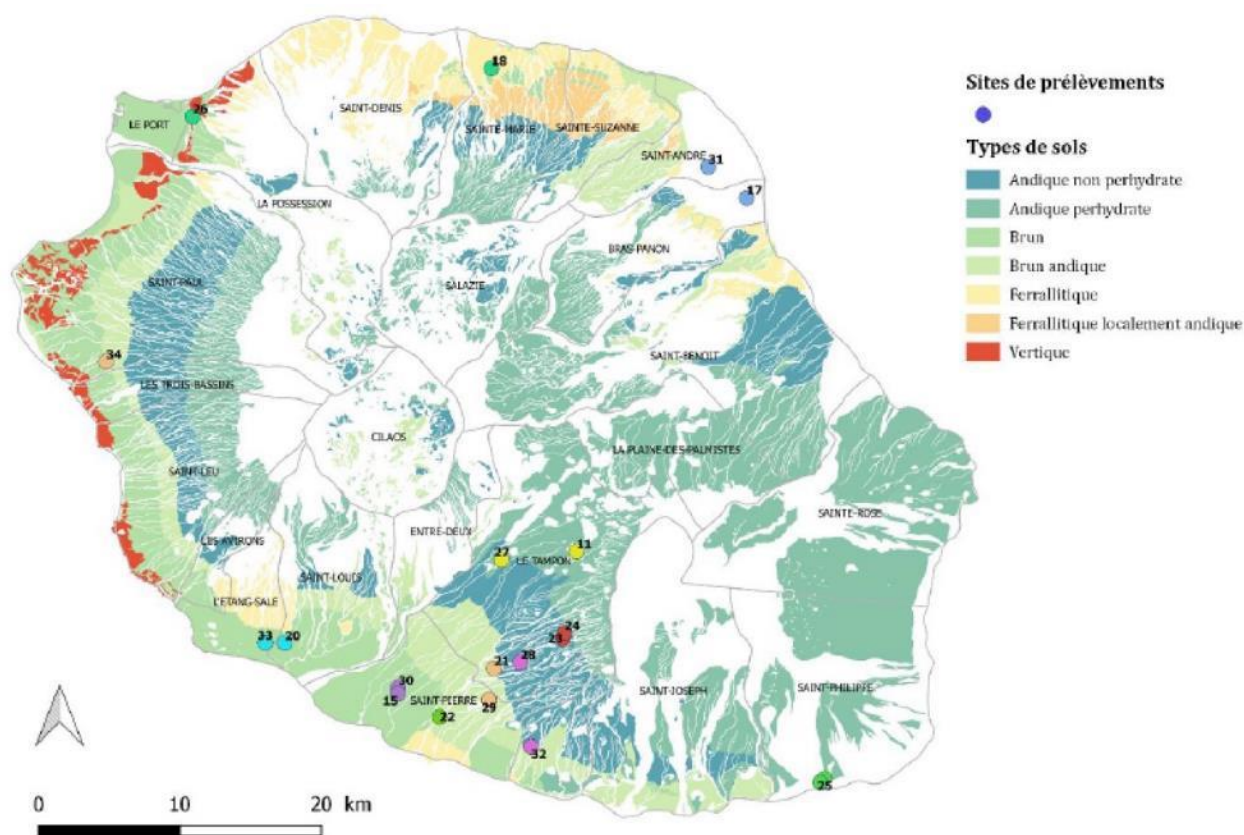 18
Sites de prélèvements
26
SAINT-DENIS
LE PORT
SAINTE-MARIE
SAINTE-SUZANNE
Types de sols
SAINT-ANDRE
31
Andique non perhydrate
17
LA POSSESSION
Andique perhydrate
Brun
BRAS-PANON
Brun andique
SAINT-PAUL
SALAZIE
Ferrallitique
Ferrallitique localement andique
34
SAINT-BENOIT
Vertique
LES TROIS-BASSINS
CILAOS
LA PLAINE-DES-PALMISTES
SAINT-LEU
SAINTE-ROSE
ENTRE-DEUX
LES AVIRONS
27
LE TAMPON
11
SAINT-LOUIS
L'ETANG-SALE
24
33
20
23
21
28
30
SAINT-JOSEPH
SAINT-PHILIPPE
15
SAINT-PIERRE
29
22
32
25
0
10
20
km